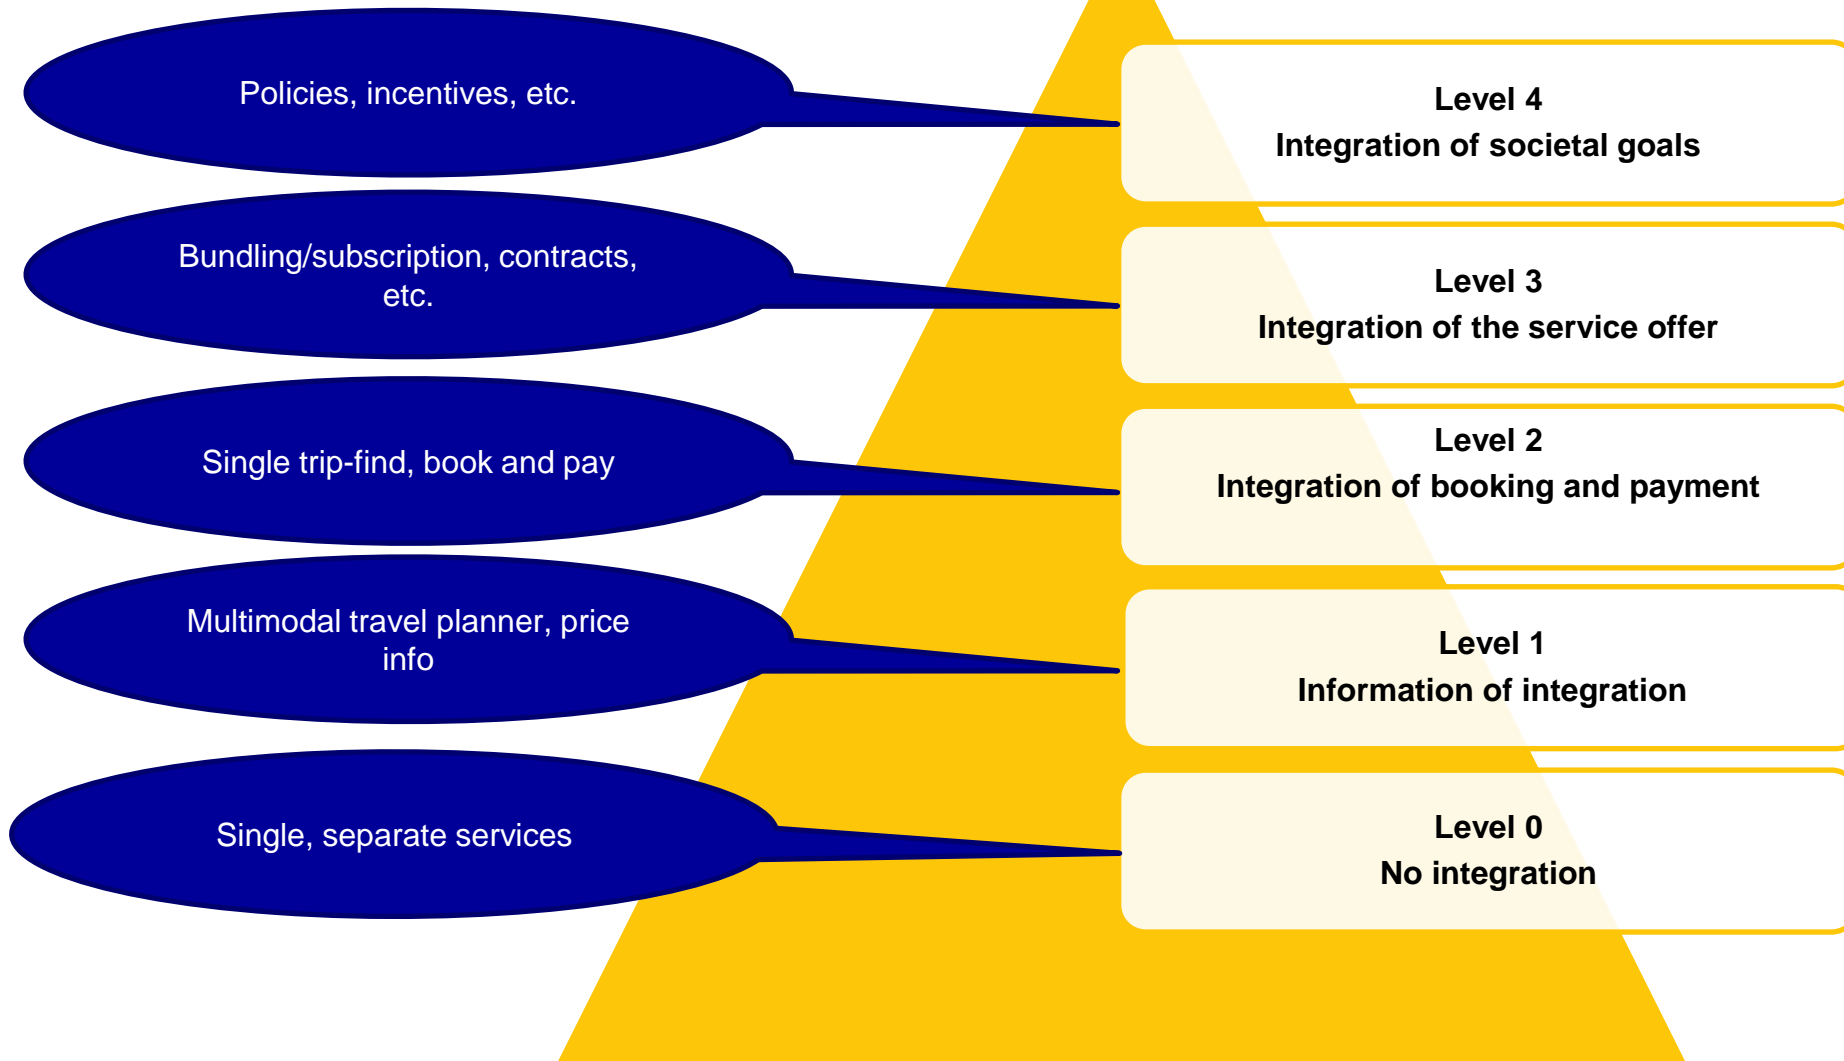 Policies, incentives, etc.
Level 4
Integration of societal goals
Bundling/subscription, contracts,
etc.
Level 3
Integration of the service offer
Single trip-find, book and pay
Level 2
Integration of booking and payment
Multimodal travel planner, price
info
Level 1
Information of integration
Single, separate services
Level 0
No integration